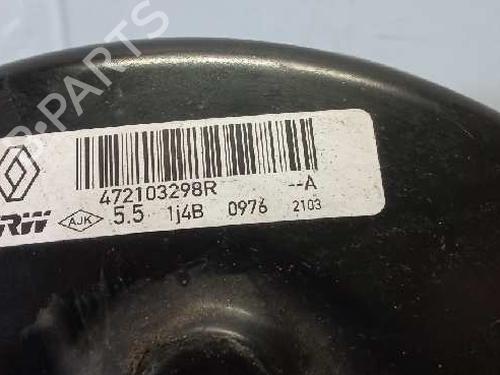 B-PARTS
472103298R --A
TRW AJK 5.5 1j4B 0976 2103